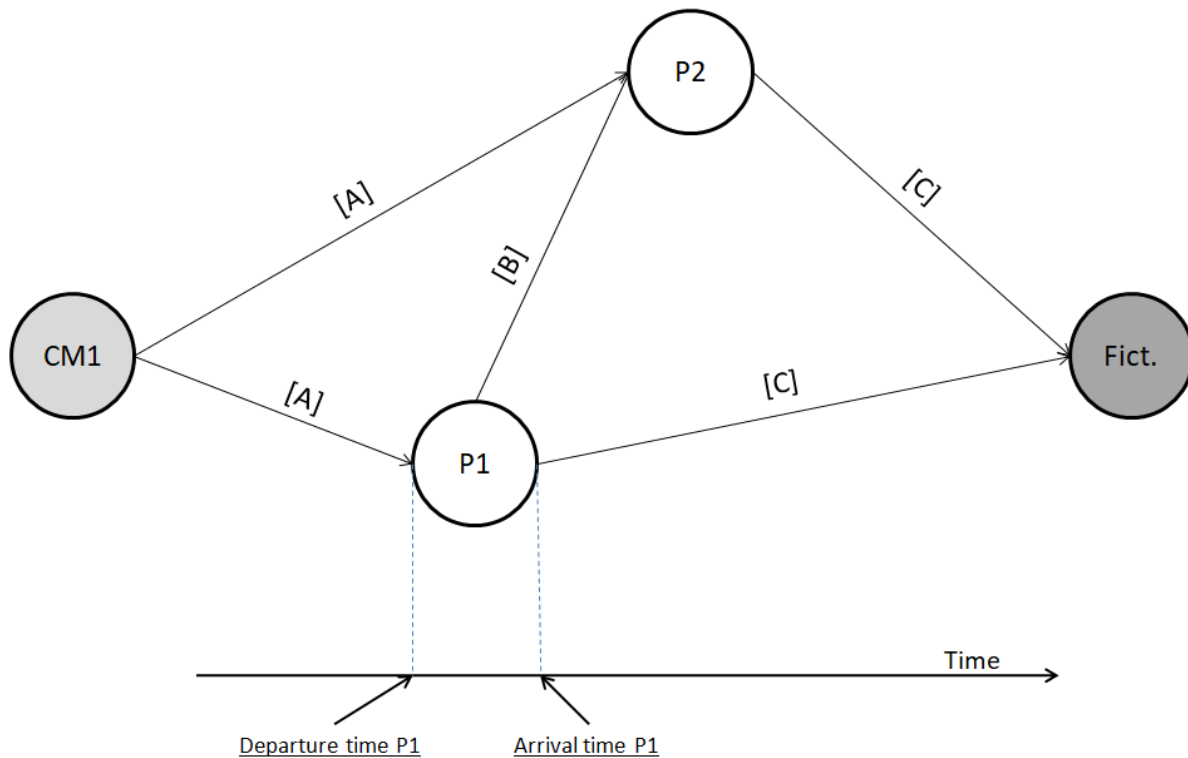 P2
[A]
[C]
[B]
CM1
Fict.
[A]
[C]
P1
Time
Departure time P1
Arrival time P1